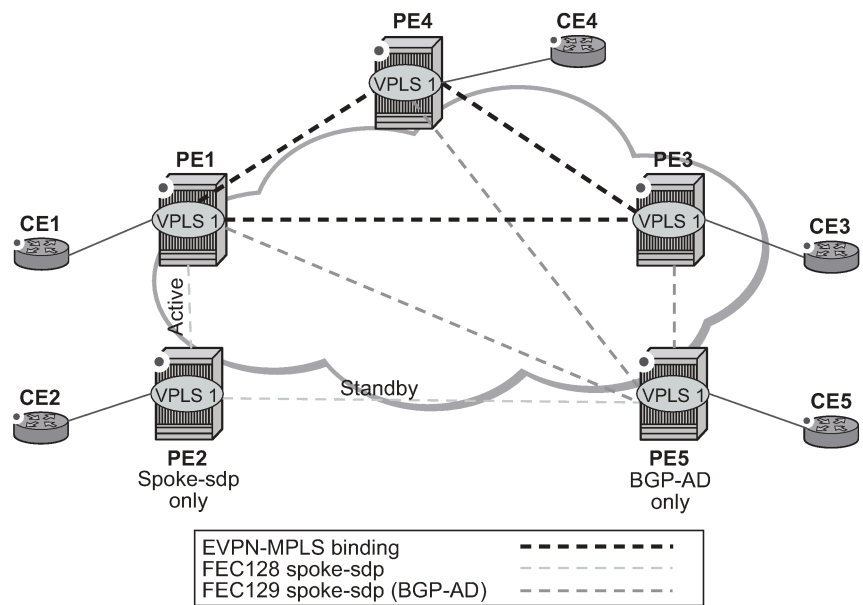 PE4
CE4
VPLS 1
PE1
PE3
CE1
VPLS 1
VPLS 1
CE3
Active
Standby
CE2
VPLS 1
VPLS 1
CE5
PE2
Spoke-sdp
only
PE5
BGP-AD
only
EVPN-MPLS binding
FEC128 spoke-sdp
FEC129 spoke-sdp (BGP-AD)